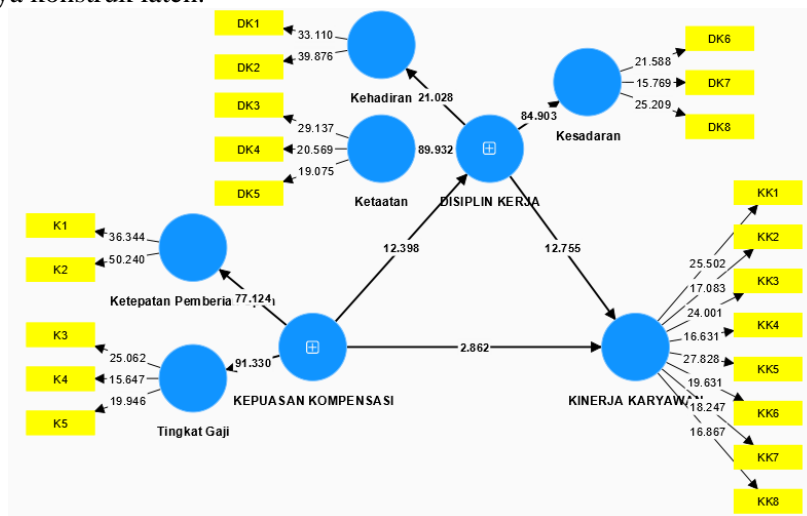 ya konstruk laten.
DK1
33.110
DK2
39.876
Kehadiran
21.028
DK3
29.137
DK4
20.569
DK5
19.075
Ketaatan
89.932
DISIPLIN KERJA
84.903
Kesadaran
21.588
DK6
15.769
DK7
25.209
DK8
K1
36.344
K2
50.240
Ketepatan Pemberia
77.124
K3
25.062
K4
15.647
K5
19.946
Tingkat Gaji
91.330
KEPUASAN KOMPENSASI
12.398
12.755
2.862
KINERJA KARYAWAN
KK1
25.502
KK2
17.083
KK3
24.001
KK4
16.631
KK5
27.828
KK6
19.631
KK7
18.247
KK8
16.867